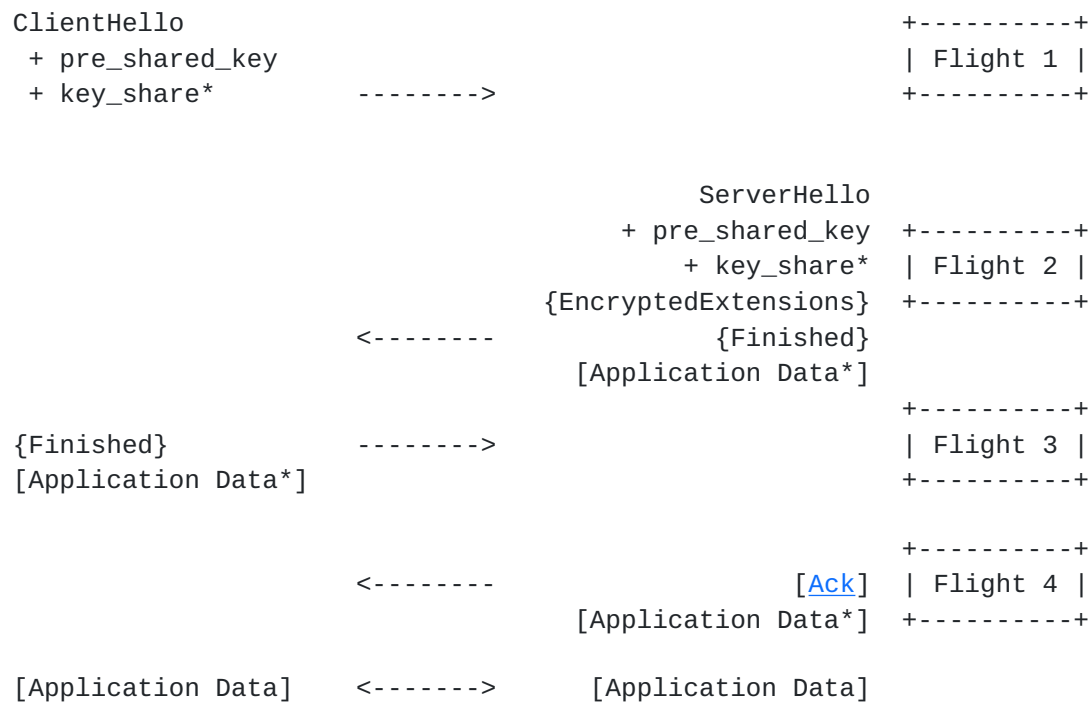 ClientHello                                            +----------+
 + pre_shared_key                                      | Flight 1 |
 + key_share*         -------->                        +----------+
                                           ServerHello
                                      + pre_shared_key +----------+
                                          + key_share* | Flight 2 |
                                 {EncryptedExtensions} +----------+
                      <--------             {Finished}
                                   [Application Data*]
                                                       +----------+
{Finished}            -------->                        | Flight 3 |
[Application Data*]                                    +----------+
                                                       +----------+
                      <--------                  [Ack] | Flight 4 |
                                   [Application Data*] +----------+
[Application Data]    <------->     [Application Data]